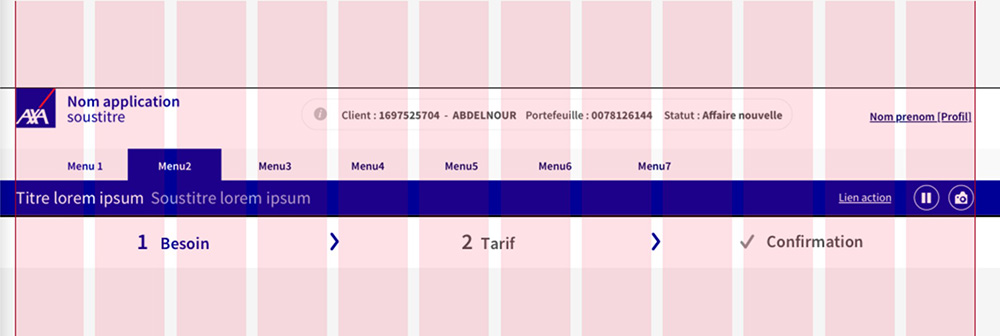 AXA
Nom application
soustitre
Client : 1697525704 - ABDELNOUR Portefeuille : 0078126144 Statut : Affaire nouvelle
Nom prenom [Profil]
Menu 1 Menu2 Menu3 Menu4 Menu5 Menu6 Menu7
Titre lorem ipsum Soustitre lorem ipsum Lien action
1 Besoin 2 Tarif Confirmation